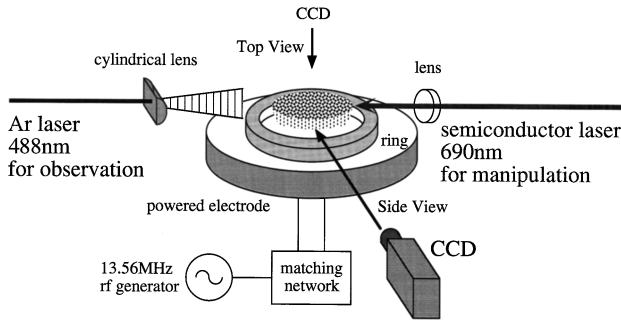 CCD
Top View
cylindrical lens
lens
Ar laser
488nm
for observation
semiconductor laser
690nm
for manipulation
ring
powered electrode
Side View
CCD
13.56MHz
rf generator
matching
network